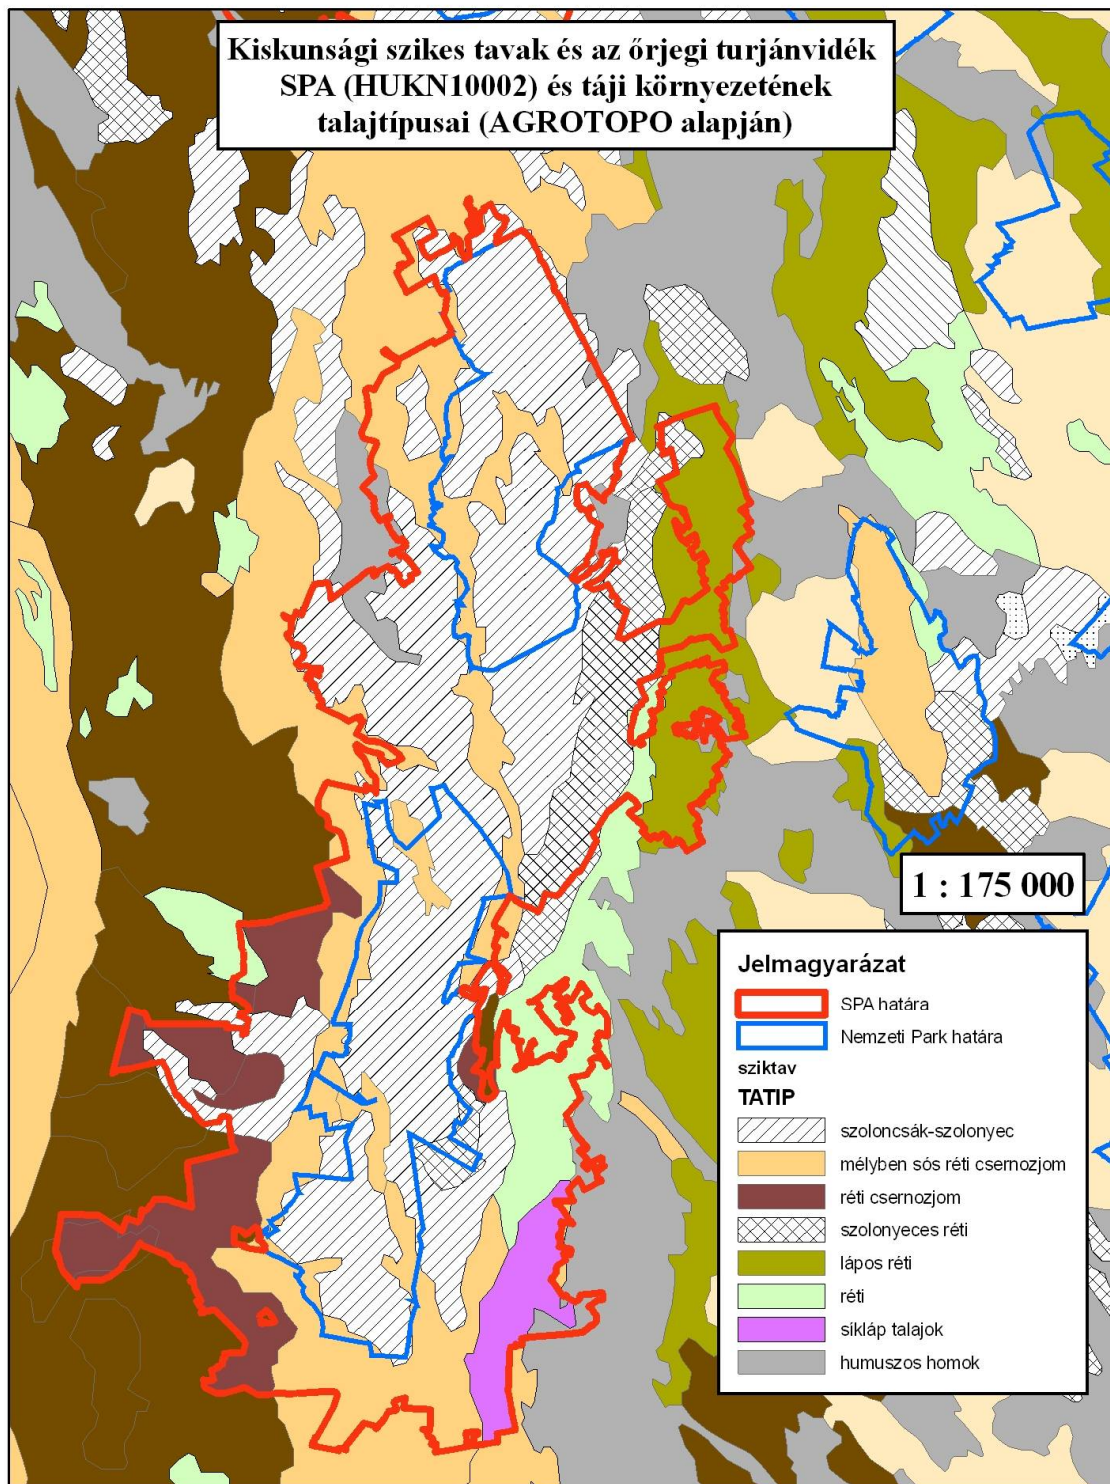 Kiskunsági szikes tavak és az őrjegi turjánvidék
SPA (HUKN10002) és táji környezetének
talajtípusai (AGROTOPO alapján)
1 : 175 000
Jelmagyarázat
SPA határa
Nemzeti Park határa
sziktav
TATIP
szoloncsák-szolonyec
mélyben sós réti csernozjom
réti csernozjom
szolonyeces réti
lápos réti
réti
síkláp talajok
humuszos homok